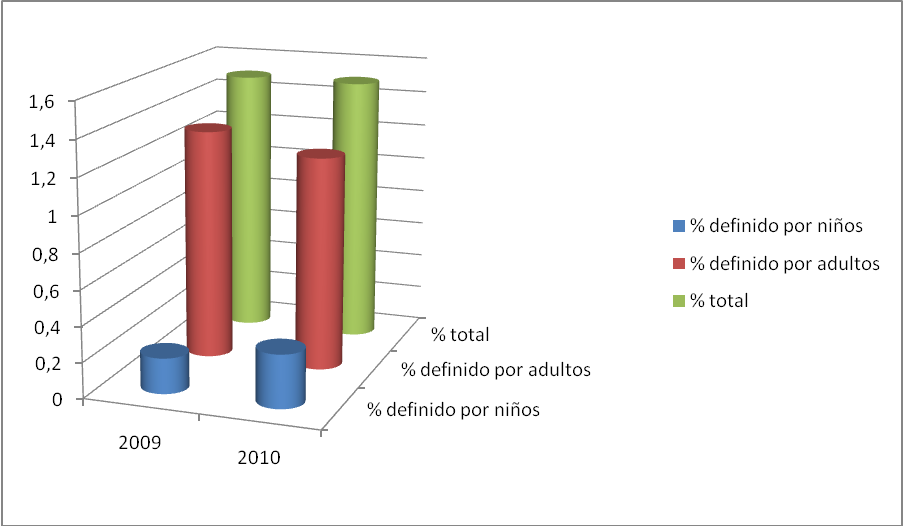 1,6
1,4
1,2
1
0,8
0,6
0,4
0,2
0
2009
2010
% total
% definido por adultos
% definido por niños
% definido por niños
% definido por adultos
% total